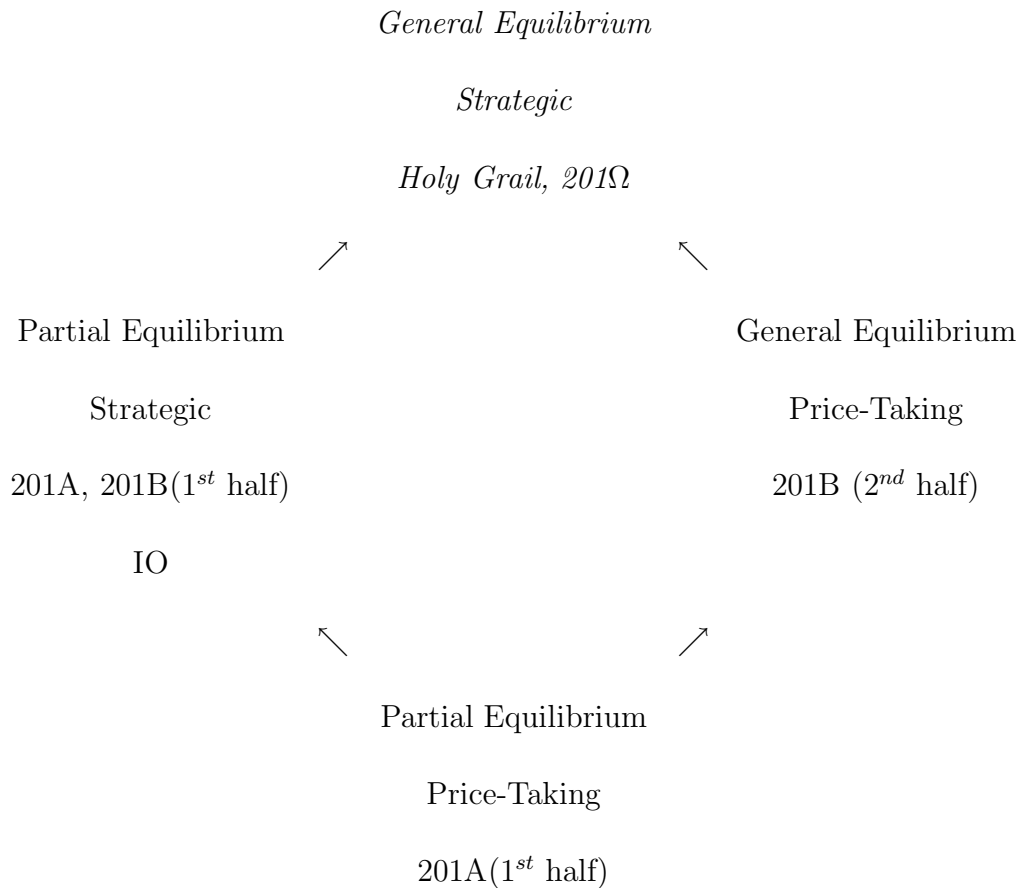 General Equilibrium
Strategic
Holy Grail, 201Ω
Partial Equilibrium
General Equilibrium
Strategic
Price-Taking
201A, 201B(1st half)
201B (2nd half)
IO
Partial Equilibrium
Price-Taking
201A(1st half)